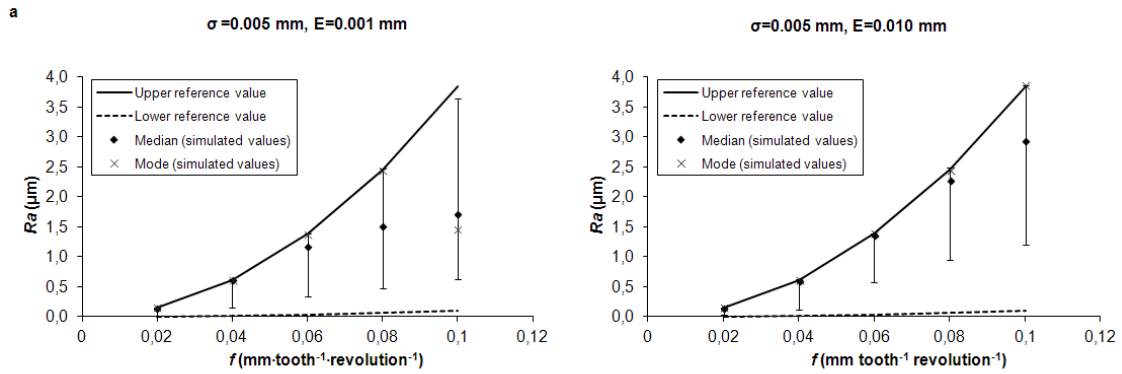 a
σ =0.005 mm, E=0.001 mm
4,0
3,5
3,0
2,5
2,0
1,5
1,0
0,5
0,0
Ra (µm)
Upper reference value
Lower reference value
Median (simulated values)
Mode (simulated values)
0 0,02 0,04 0,06 0,08 0,1 0,12
f (mm·tooth⁻¹·revolution⁻¹)
σ=0.005 mm, E=0.010 mm
4,0
3,5
3,0
2,5
2,0
1,5
1,0
0,5
0,0
Ra (µm)
Upper reference value
Lower reference value
Median (simulated values)
Mode (simulated values)
0 0,02 0,04 0,06 0,08 0,1 0,12
f (mm tooth⁻¹ revolution⁻¹)